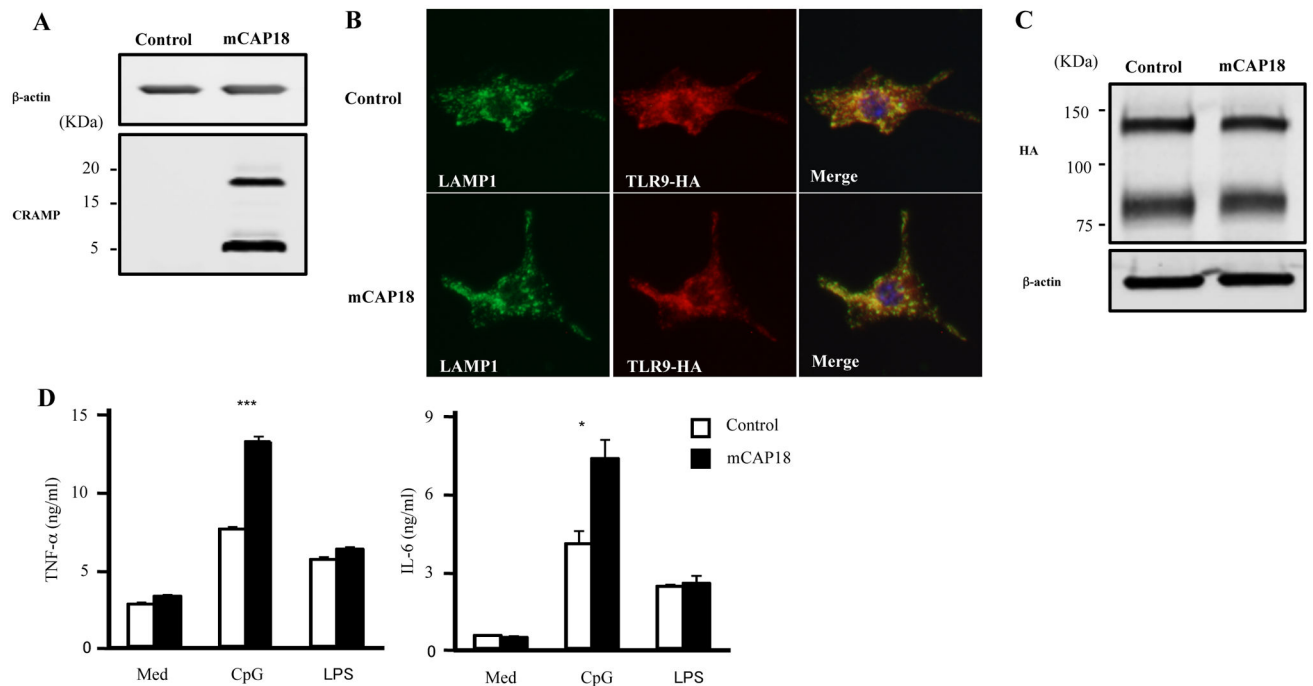 A
Control mCAP18
β-actin
(KDa)
20
15
CRAMP
5
B
Control
LAMP1 TLR9-HA Merge
mCAP18
LAMP1 TLR9-HA Merge
C
(KDa) Control mCAP18
150
HA
100
75
β-actin
D
TNF-α (ng/ml)
15
10
5
0
***
Med CpG LPS
IL-6 (ng/ml)
9
6
3
0
*
Med CpG LPS
Control
mCAP18